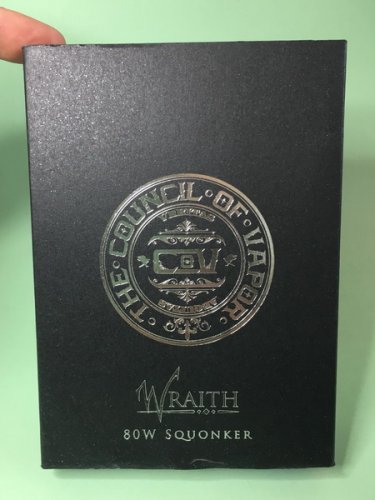 THE COUNCIL OF VAPOR
COV
WRAITH
80W SQUONKER